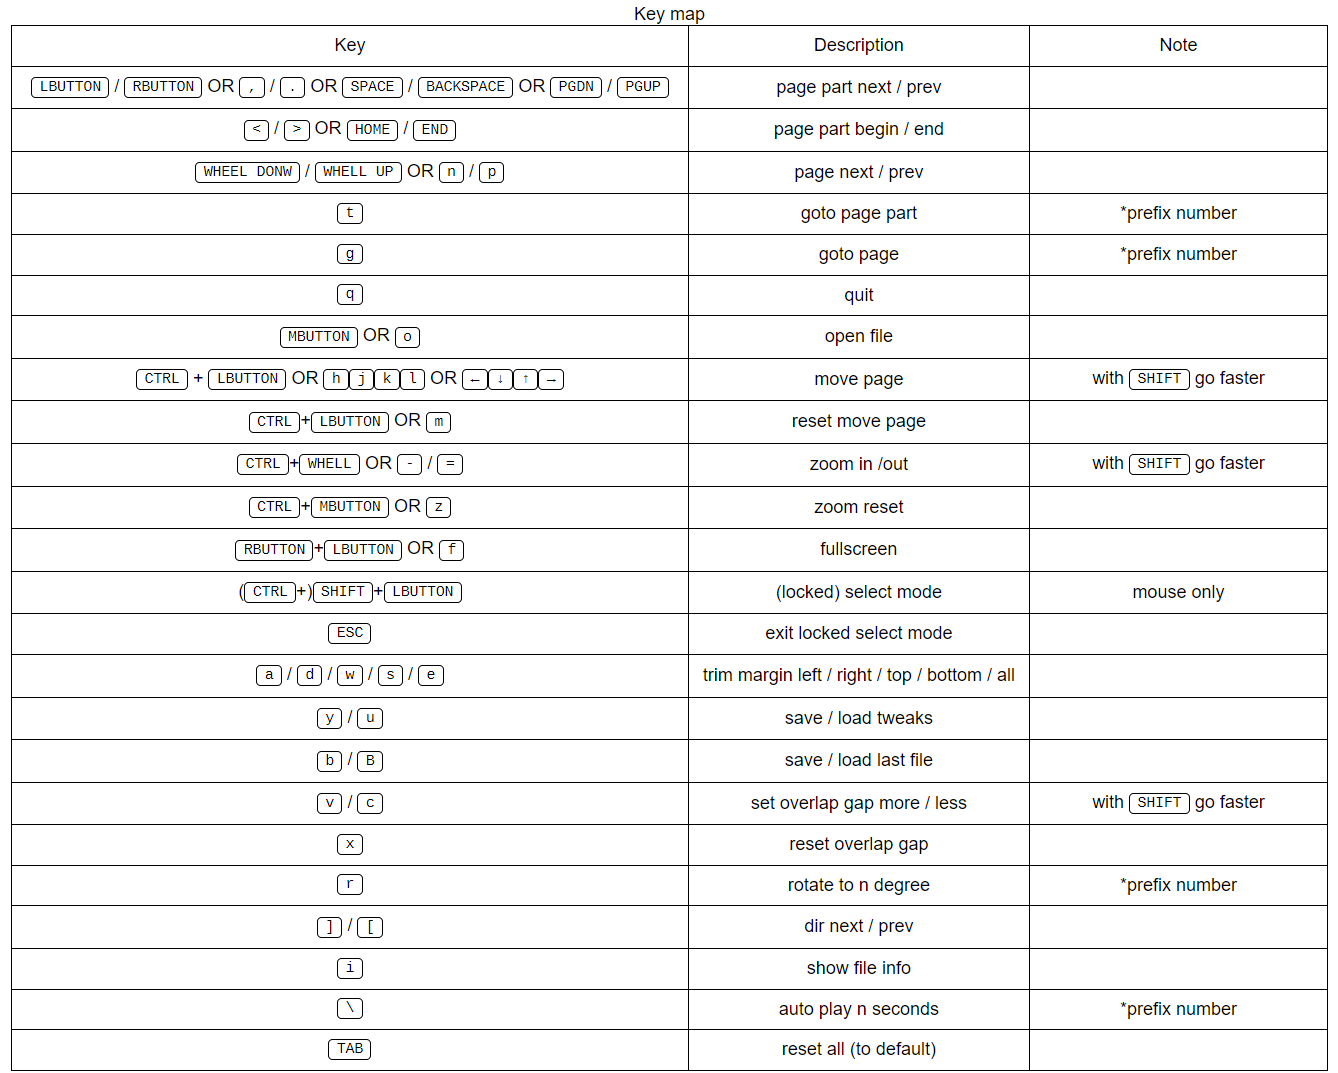 Key map
Key Description Note
LBUTTON / RBUTTON OR , / . OR SPACE / BACKSPACE OR PGDN / PGUP page part next / prev
< / > OR HOME / END page part begin / end
WHEEL DONW / WHELL UP OR n / p page next / prev
t goto page part *prefix number
g goto page *prefix number
q quit
MBUTTON OR o open file
CTRL + LBUTTON OR h j k l OR ← ↓ ↑ → move page with SHIFT go faster
CTRL+LBUTTON OR m reset move page
CTRL+WHELL OR - / = zoom in /out with SHIFT go faster
CTRL+MBUTTON OR z zoom reset
RBUTTON+LBUTTON OR f fullscreen
(CTRL+)SHIFT+LBUTTON (locked) select mode mouse only
ESC exit locked select mode
a / d / w / s / e trim margin left / right / top / bottom / all
y / u save / load tweaks
b / B save / load last file
v / c set overlap gap more / less with SHIFT go faster
x reset overlap gap
r rotate to n degree *prefix number
] / [ dir next / prev
i show file info
\ auto play n seconds *prefix number
TAB reset all (to default)